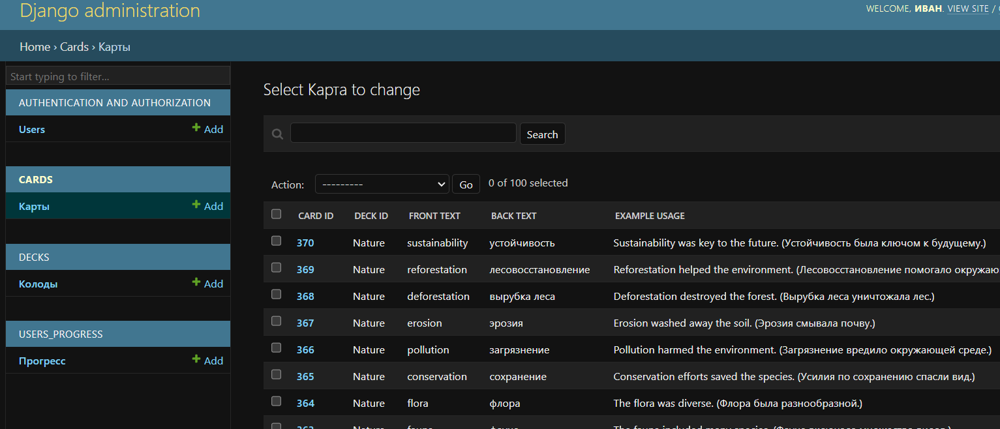 Django administration
WELCOME, ИВАН. VIEW SITE /
Home › Cards › Карты
Start typing to filter...
AUTHENTICATION AND AUTHORIZATION
Users Add
CARDS
Карты Add
DECKS
Колоды Add
USERS_PROGRESS
Прогресс Add
Select Карта to change
Search
Action: --------- Go 0 of 100 selected
CARD ID DECK ID FRONT TEXT BACK TEXT EXAMPLE USAGE
370 Nature sustainability устойчивость Sustainability was key to the future. (Устойчивость была ключом к будущему.)
369 Nature reforestation лесовосстановление Reforestation helped the environment. (Лесовосстановление помогало окружаю
368 Nature deforestation вырубка леса Deforestation destroyed the forest. (Вырубка леса уничтожала лес.)
367 Nature erosion эрозия Erosion washed away the soil. (Эрозия смывала почву.)
366 Nature pollution загрязнение Pollution harmed the environment. (Загрязнение вредило окружающей среде.)
365 Nature conservation сохранение Conservation efforts saved the species. (Усилия по сохранению спасли вид.)
364 Nature flora флора The flora was diverse. (Флора была разнообразной.)